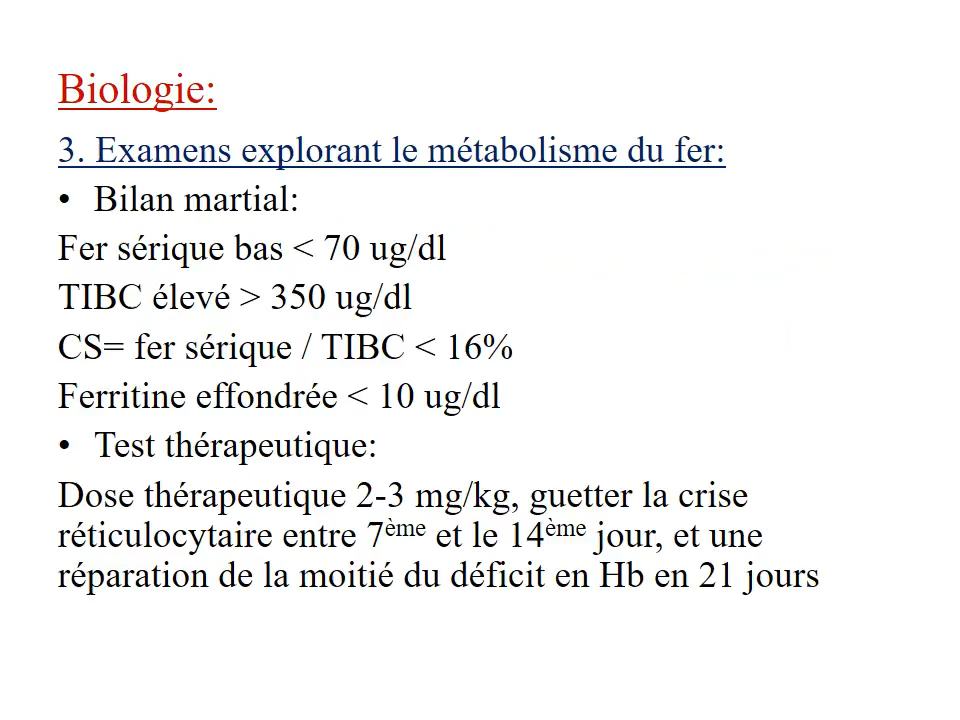 Biologie:
3. Examens explorant le métabolisme du fer:
• Bilan martial:
Fer sérique bas < 70 ug/dl
TIBC élevé > 350 ug/dl
CS= fer sérique / TIBC < 16%
Ferritine effondrée < 10 ug/dl
• Test thérapeutique:
Dose thérapeutique 2-3 mg/kg, guetter la crise
réticulocytaire entre 7ème et le 14ème jour, et une
réparation de la moitié du déficit en Hb en 21 jours